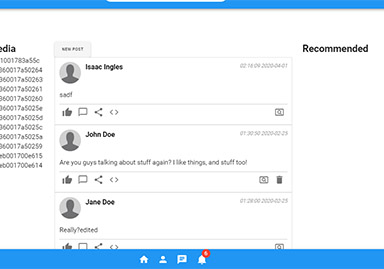 edia
Recommended
NEW POST
1001783a55c
360017a50264
360017a50263
360017a50261
360017a50260
360017a5025e
360017a5025d
360017a5025c
360017a5025a
360017a50259
eb001700e615
eb001700e614
Isaac Ingles
02:16:09 2020-04-01
sadf
John Doe
01:30:50 2020-02-25
Are you guys talking about stuff again? I like things, and stuff too!
Jane Doe
01:28:00 2020-02-25
Really?edited
6